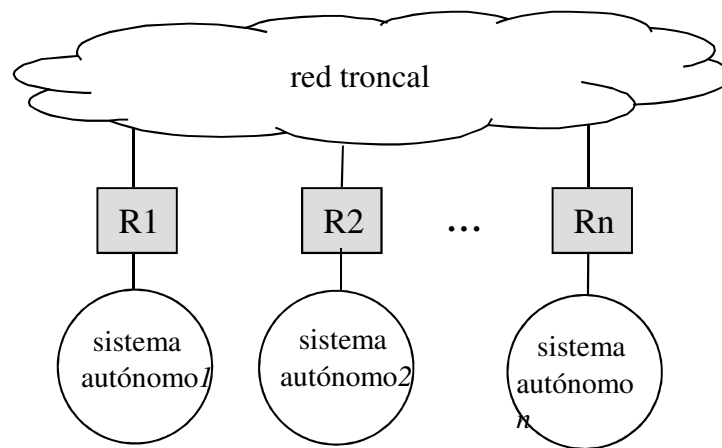 red troncal
R1
R2
...
Rn
sistema
autónomo1
sistema
autónomo2
sistema
autónomo
n